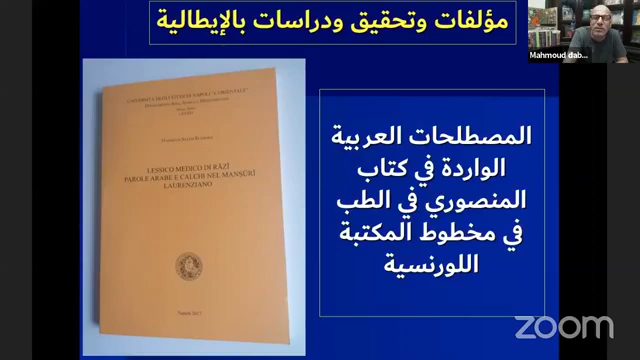 مؤلفات وتحقيق ودراسات بالإيطالية
Mahmoud dab...
LESSICO MEDICO DI RĀZĪ
PAROLE ARABE E CALCHI NEL MANṢŪRĪ
LAURENZIANO
المصطلحات العربية
الواردة في كتاب
المنصوري في الطب
في مخطوط المكتبة
اللورنسية
zoom